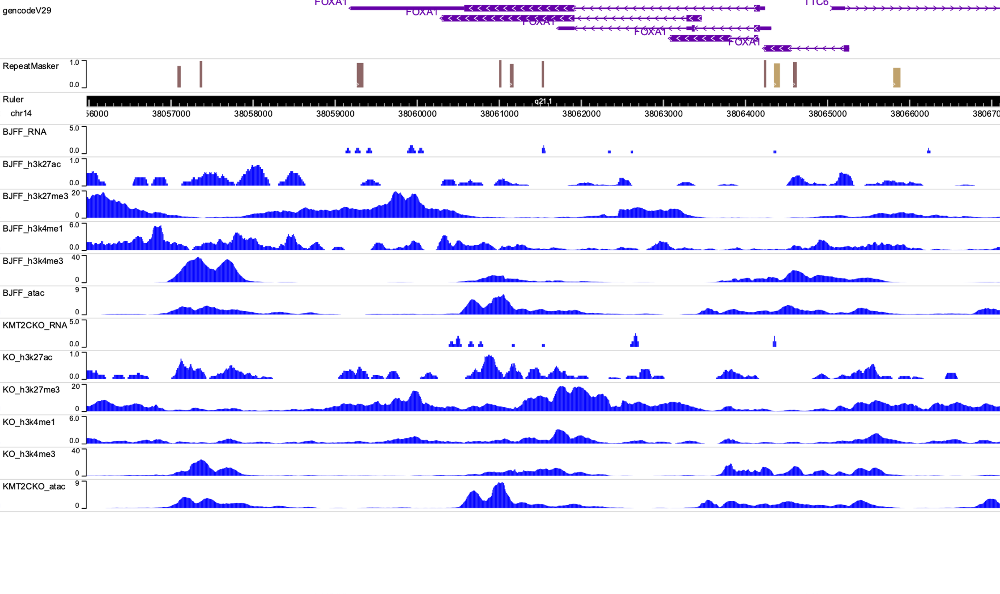 FOXA1
TTC6
gencodeV29
FOXA1
FOXA1
FOXA1
FOXA1
RepeatMasker
1.0
0.0
Ruler
q21.1
chr14
56000 38057000 38058000 38059000 38060000 38061000 38062000 38063000 38064000 38065000 38066000 380670
BJFF_RNA
5.0
0.0
BJFF_h3k27ac
1.0
0.0
BJFF_h3k27me3
20
0
BJFF_h3k4me1
6.0
0.0
BJFF_h3k4me3
40
0
BJFF_atac
9
0
KMT2CKO_RNA
5.0
0.0
KO_h3k27ac
1.0
0.0
KO_h3k27me3
20
0
KO_h3k4me1
6.0
0.0
KO_h3k4me3
40
0
KMT2CKO_atac
9
0